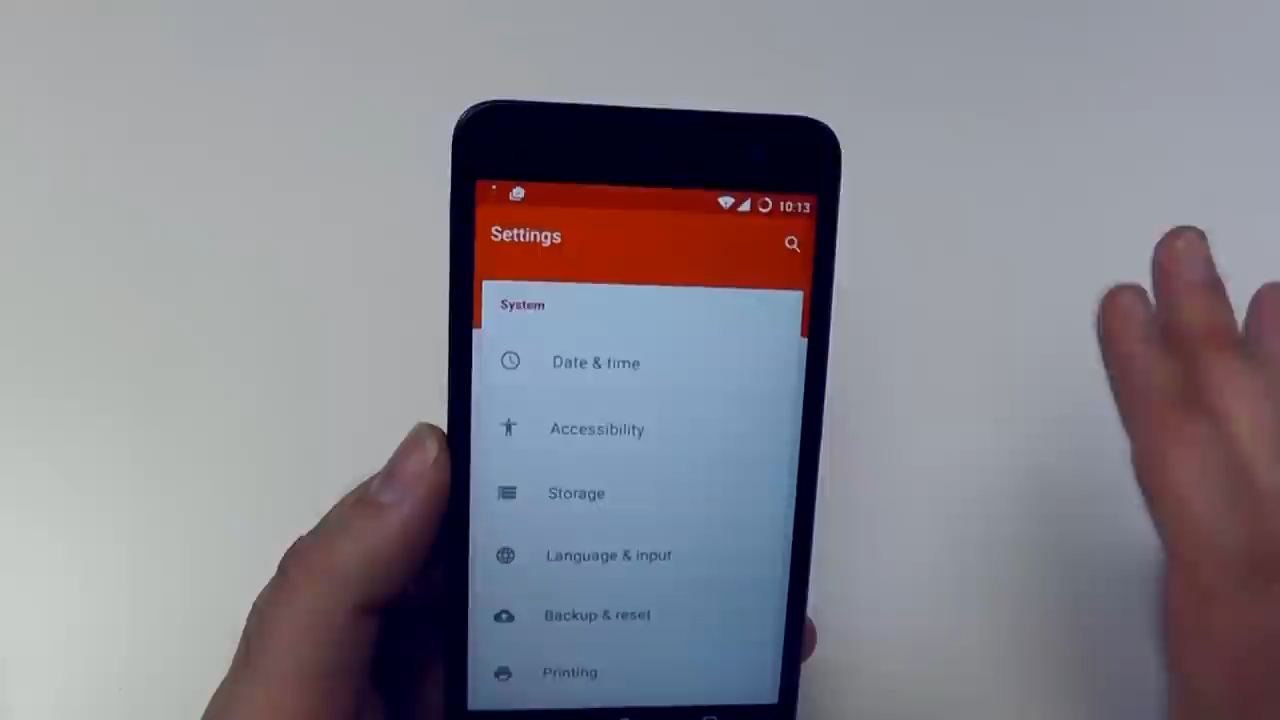 10:13
Settings
System
Date & time
Accessibility
Storage
Language & input
Backup & reset
Printing